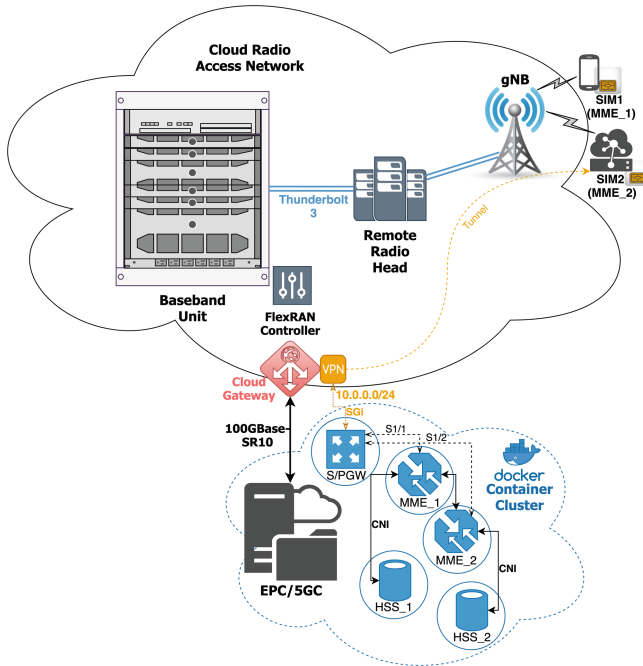 Cloud Radio
Access Network
gNB
SIM1
(MME_1)
SIM2
(MME_2)
Thunderbolt
3
Remote
Radio
Head
Tunnel
Baseband
Unit
FlexRAN
Controller
Cloud
Gateway
VPN
10.0.0.0/24
SGi
100GBase-
SR10
S/PGW
S1/1
S1/2
MME_1
MME_2
docker
Container
Cluster
CNI
CNI
HSS_1
HSS_2
EPC/5GC